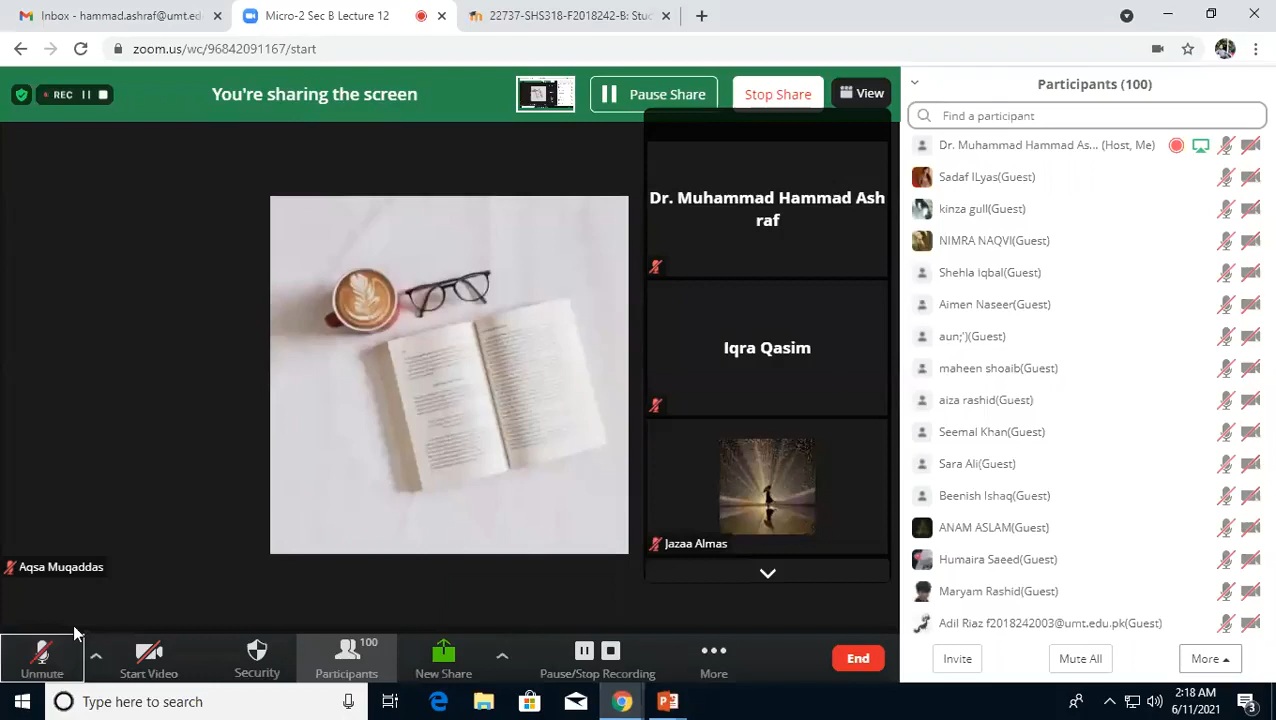 Inbox - hammad.ashraf@umt.ed
Micro-2 Sec B Lecture 12
22737-SHS318-F2018242-B: Stu
zoom.us/wc/96842091167/start
REC
You're sharing the screen
Pause Share
Stop Share
View
Participants (100)
Find a participant
Dr. Muhammad Hammad As... (Host, Me)
Sadaf ILyas(Guest)
kinza gull(Guest)
NIMRA NAQVI(Guest)
Shehla Iqbal(Guest)
Aimen Naseer(Guest)
aun;')(Guest)
maheen shoaib(Guest)
aiza rashid(Guest)
Seemal Khan(Guest)
Sara Ali(Guest)
Beenish Ishaq(Guest)
ANAM ASLAM(Guest)
Humaira Saeed(Guest)
Maryam Rashid(Guest)
Adil Riaz f2018242003@umt.edu.pk(Guest)
Invite
Mute All
More
Dr. Muhammad Hammad Ash
raf
Iqra Qasim
Jazaa Almas
Aqsa Muqaddas
Unmute
Start Video
Security
100
Participants
New Share
Pause/Stop Recording
More
End
Type here to search
2:18 AM
6/11/2021
3